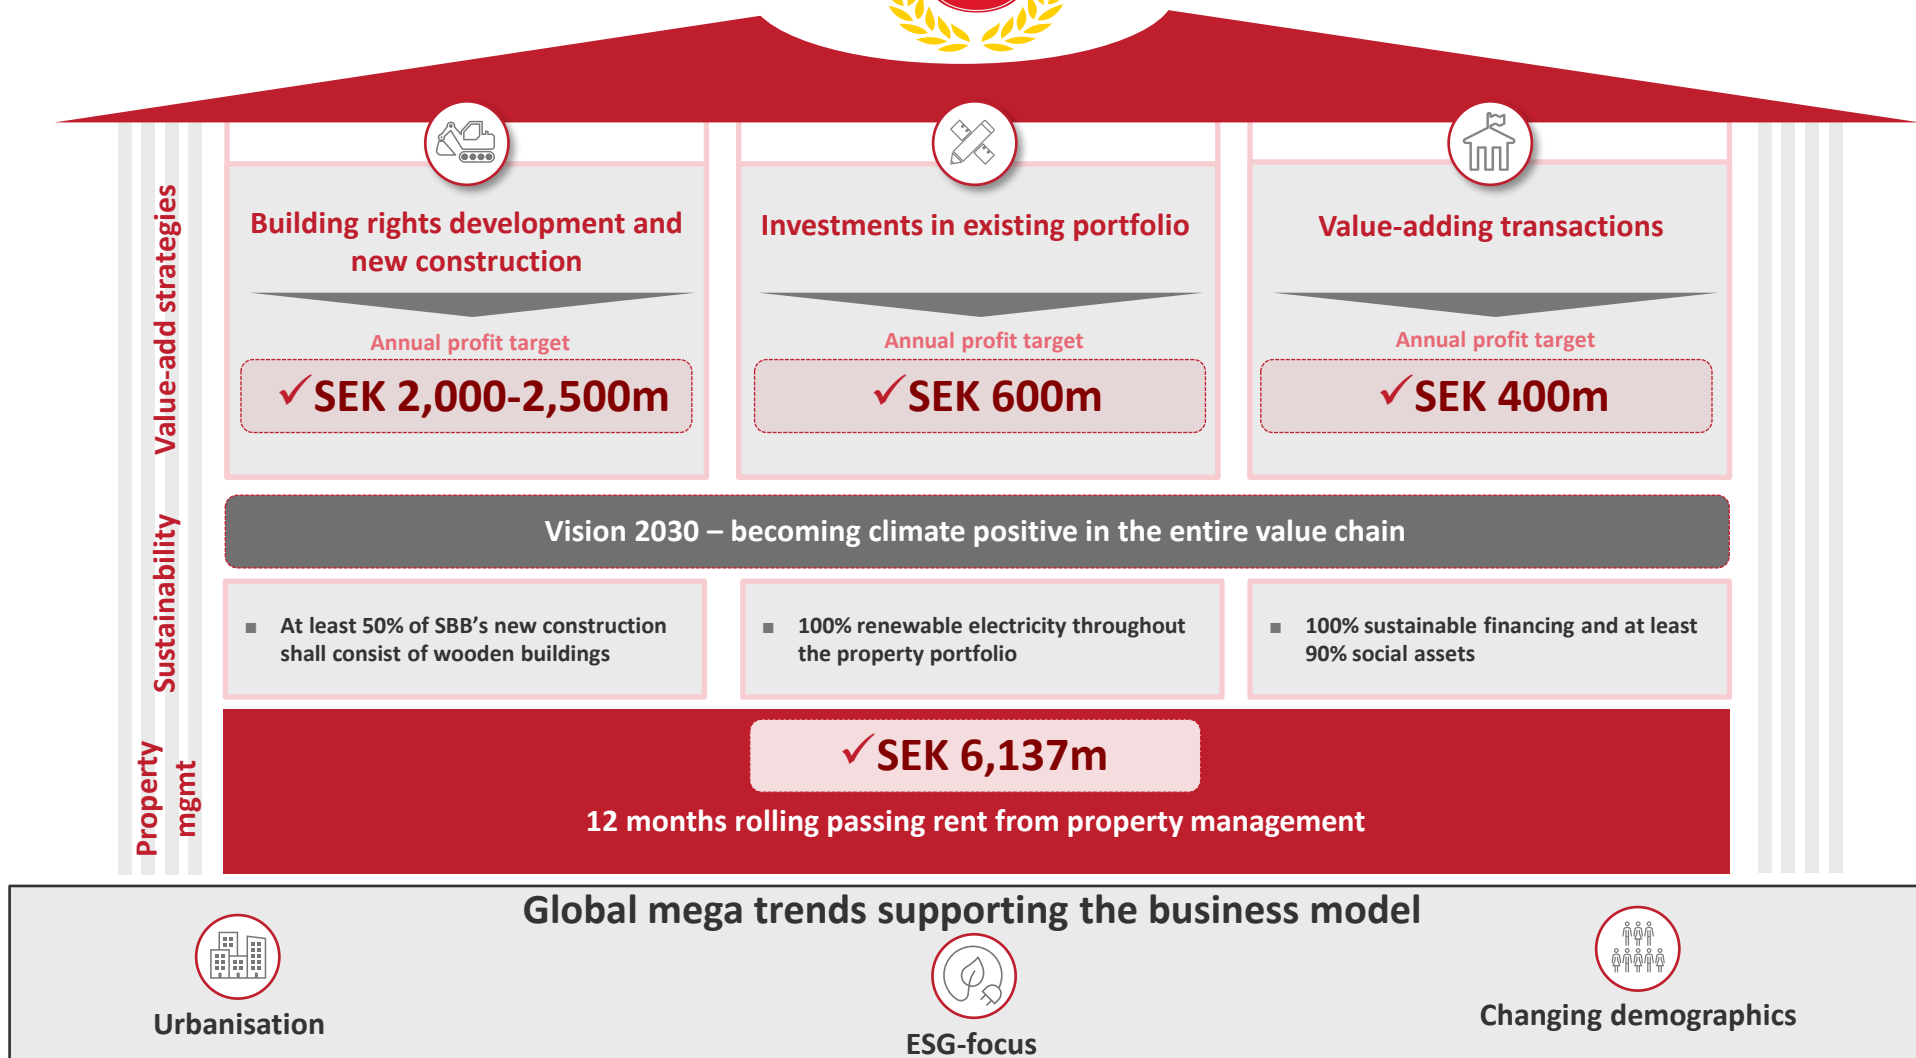 Value-add strategies
Building rights development and
new construction
Annual profit target
✓SEK 2,000-2,500m
Investments in existing portfolio
Annual profit target
✓SEK 600m
Value-adding transactions
Annual profit target
✓SEK 400m
Sustainability
Vision 2030 – becoming climate positive in the entire value chain
▪ At least 50% of SBB's new construction
shall consist of wooden buildings
▪ 100% renewable electricity throughout
the property portfolio
▪ 100% sustainable financing and at least
90% social assets
Property
mgmt
✓SEK 6,137m
12 months rolling passing rent from property management
Global mega trends supporting the business model
Urbanisation
ESG-focus
Changing demographics